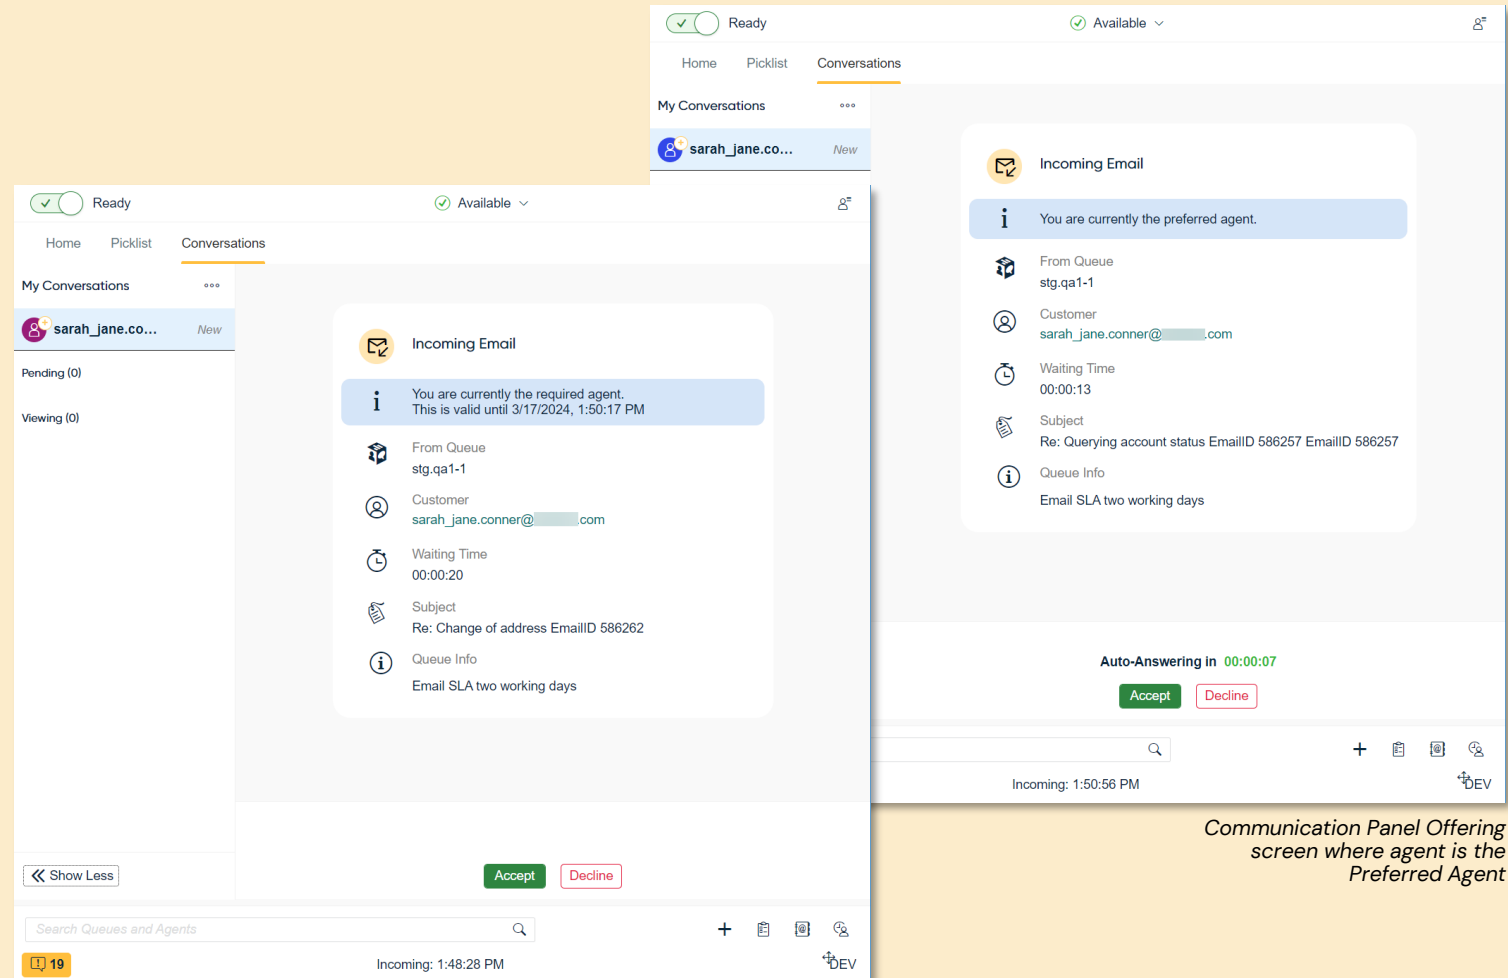 Ready
Available
Home Picklist Conversations
My Conversations
sarah_jane.co... New
Incoming Email
You are currently the preferred agent.
From Queue
stg.qa1-1
Customer
sarah_jane.conner@ .com
Waiting Time
00:00:13
Subject
Re: Querying account status EmailID 586257 EmailID 586257
Queue Info
Email SLA two working days
Auto-Answering in 00:00:07
Accept Decline
Incoming: 1:50:56 PM
DEV
Communication Panel Offering
screen where agent is the
Preferred Agent
Ready
Available
Home Picklist Conversations
My Conversations
sarah_jane.co... New
Pending (0)
Viewing (0)
Incoming Email
You are currently the required agent.
This is valid until 3/17/2024, 1:50:17 PM
From Queue
stg.qa1-1
Customer
sarah_jane.conner@ .com
Waiting Time
00:00:20
Subject
Re: Change of address EmailID 586262
Queue Info
Email SLA two working days
Show Less
Accept Decline
Search Queues and Agents
19
Incoming: 1:48:28 PM
DEV